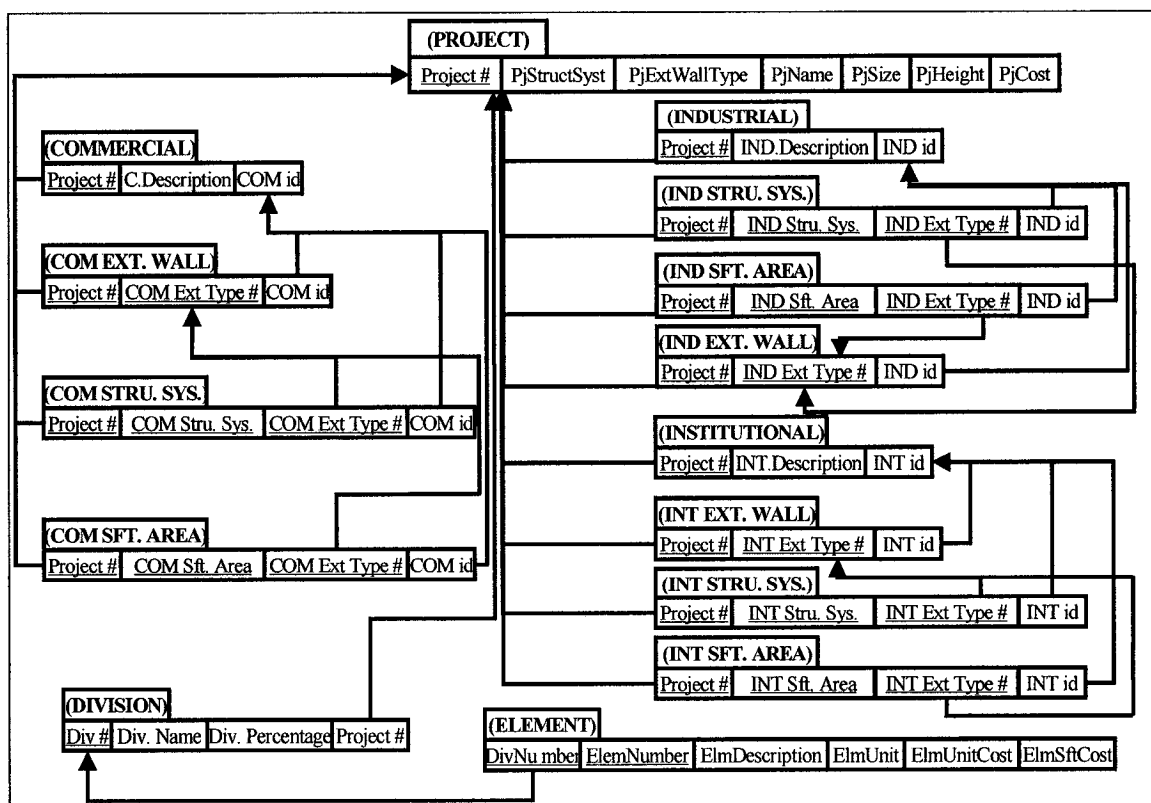 (PROJECT)
Project # PjStructSyst PjExtWallType PjName PjSize PjHeight PjCost
(COMMERCIAL)
Project # C.Description COM id
(COM EXT. WALL)
Project # COM Ext Type # COM id
(COM STRU. SYS.)
Project # COM Stru. Sys. COM Ext Type # COM id
(COM SFT. AREA)
Project # COM Sft. Area COM Ext Type # COM id
(INDUSTRIAL)
Project # IND.Description IND id
(IND STRU. SYS.)
Project # IND Stru. Sys. IND Ext Type # IND id
(IND SFT. AREA)
Project # IND Sft. Area IND Ext Type # IND id
(IND EXT. WALL)
Project # IND Ext Type # IND id
(INSTITUTIONAL)
Project # INT.Description INT id
(INT EXT. WALL)
Project # INT Ext Type # INT id
(INT STRU. SYS.)
Project # INT Stru. Sys. INT Ext Type # INT id
(INT SFT. AREA)
Project # INT Sft. Area INT Ext Type # INT id
(DIVISION)
Div # Div. Name Div. Percentage Project #
(ELEMENT)
DivNu mber ElemNumber ElmDescription ElmUnit ElmUnitCost ElmSftCost